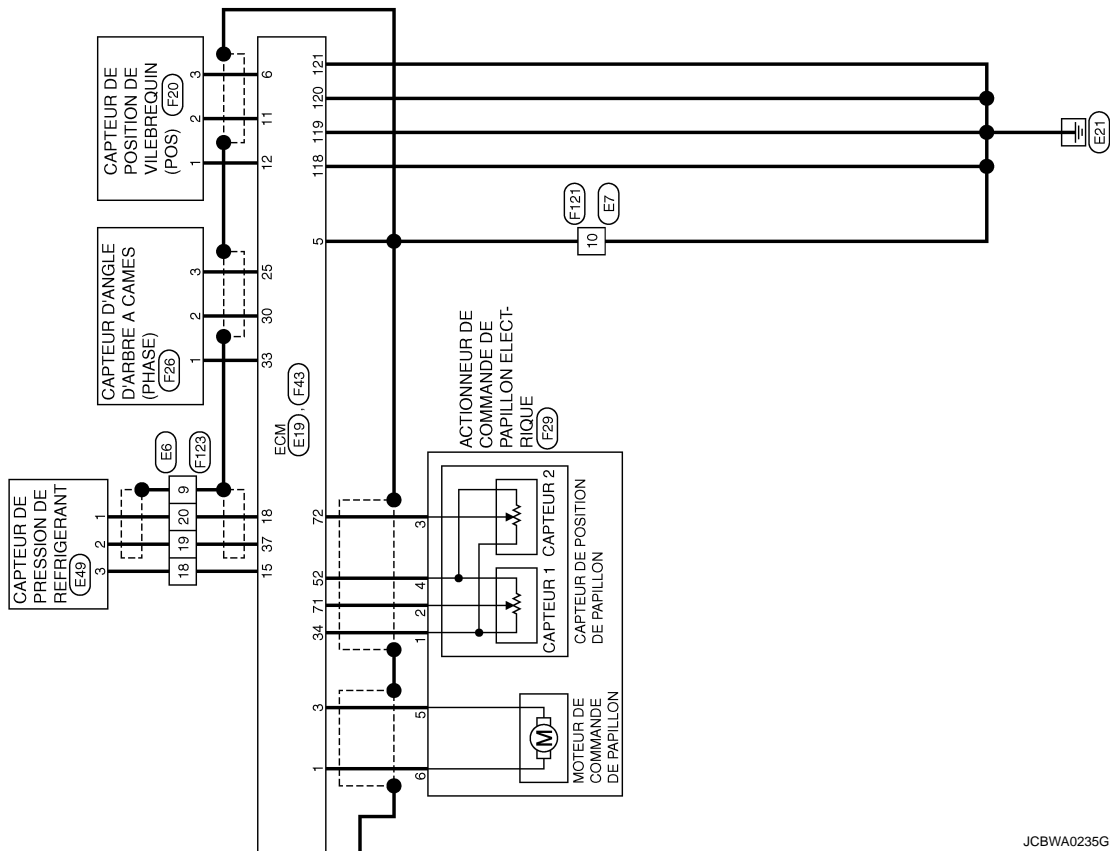 CAPTEUR DE
POSITION DE
VILEBREQUIN
(POS)
F20
3
2
1
6
11
12
CAPTEUR D'ANGLE
D'ARBRE A CAMES
(PHASE)
F26
3
2
1
25
30
33
CAPTEUR DE
PRESSION DE
REFRIGERANT
E49
1
2
3
E6
F123
9
20
19
18
18
37
15
ECM
E19 , F43
121
120
119
118
5
F121
E7
10
E21
72
52
71
34
3
1
ACTIONNEUR DE
COMMANDE DE
PAPILLON ELECT-
RIQUE
F29
3
4
2
1
5
6
CAPTEUR 1
CAPTEUR 2
CAPTEUR DE POSITION
DE PAPILLON
M
MOTEUR DE
COMMANDE
DE PAPILLON
JCBWA0235G